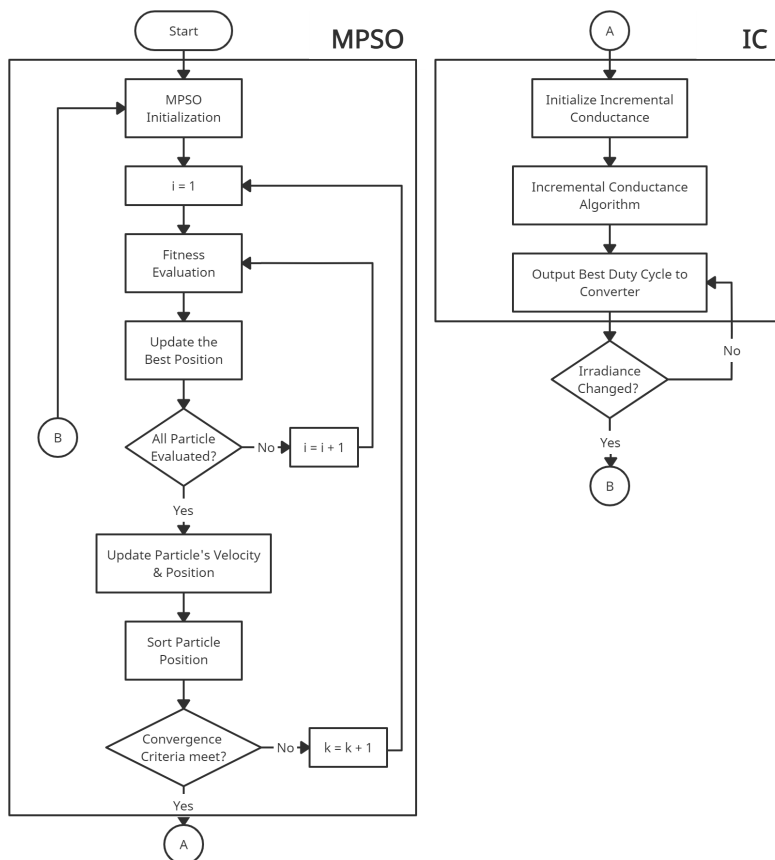 Start
MPSO
MPSO
Initialization
i = 1
Fitness
Evaluation
Update the
Best Position
B
All Particle
Evaluated?
No
i = i + 1
Yes
Update Particle's Velocity
& Position
Sort Particle
Position
Convergence
Criteria meet?
No
k = k + 1
Yes
A
A
IC
Initialize Incremental
Conductance
Incremental Conductance
Algorithm
Output Best Duty Cycle to
Converter
No
Irradiance
Changed?
Yes
B